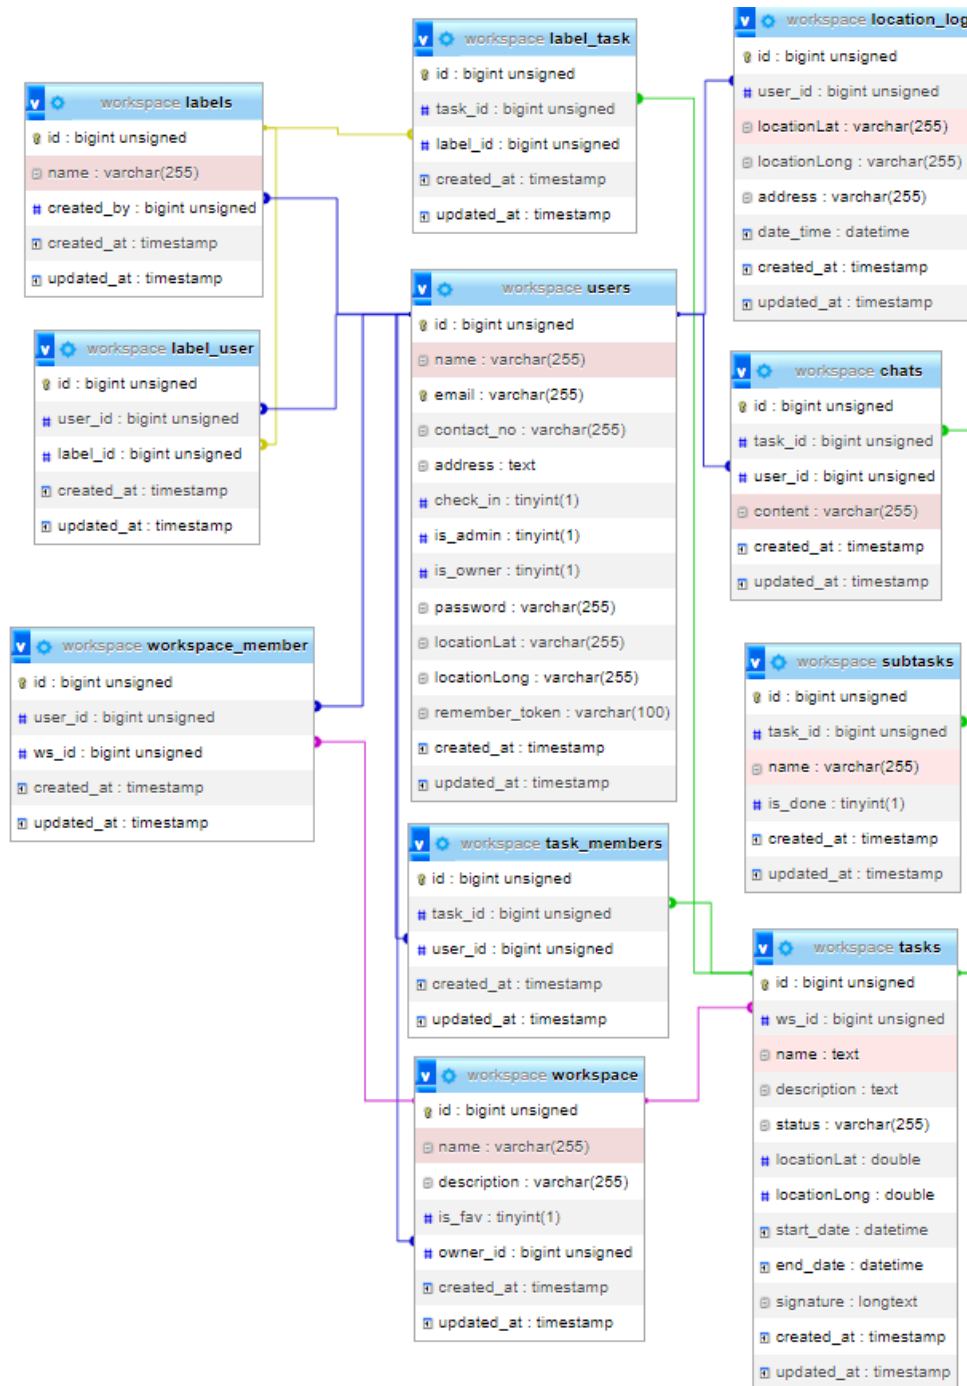 workspace label_task
id : bigint unsigned
task_id : bigint unsigned
label_id : bigint unsigned
created_at : timestamp
updated_at : timestamp
workspace location_log
id : bigint unsigned
user_id : bigint unsigned
locationLat : varchar(255)
locationLong : varchar(255)
address : varchar(255)
date_time : datetime
created_at : timestamp
updated_at : timestamp
workspace labels
id : bigint unsigned
name : varchar(255)
created_by : bigint unsigned
created_at : timestamp
updated_at : timestamp
workspace users
id : bigint unsigned
name : varchar(255)
email : varchar(255)
contact_no : varchar(255)
address : text
check_in : tinyint(1)
is_admin : tinyint(1)
is_owner : tinyint(1)
password : varchar(255)
locationLat : varchar(255)
locationLong : varchar(255)
remember_token : varchar(100)
created_at : timestamp
updated_at : timestamp
workspace label_user
id : bigint unsigned
user_id : bigint unsigned
label_id : bigint unsigned
created_at : timestamp
updated_at : timestamp
workspace chats
id : bigint unsigned
task_id : bigint unsigned
user_id : bigint unsigned
content : varchar(255)
created_at : timestamp
updated_at : timestamp
workspace workspace_member
id : bigint unsigned
user_id : bigint unsigned
ws_id : bigint unsigned
created_at : timestamp
updated_at : timestamp
workspace subtasks
id : bigint unsigned
task_id : bigint unsigned
name : varchar(255)
is_done : tinyint(1)
created_at : timestamp
updated_at : timestamp
workspace task_members
id : bigint unsigned
task_id : bigint unsigned
user_id : bigint unsigned
created_at : timestamp
updated_at : timestamp
workspace tasks
id : bigint unsigned
ws_id : bigint unsigned
name : text
description : text
status : varchar(255)
locationLat : double
locationLong : double
start_date : datetime
end_date : datetime
signature : longtext
created_at : timestamp
updated_at : timestamp
workspace workspace
id : bigint unsigned
name : varchar(255)
description : varchar(255)
is_fav : tinyint(1)
owner_id : bigint unsigned
created_at : timestamp
updated_at : timestamp